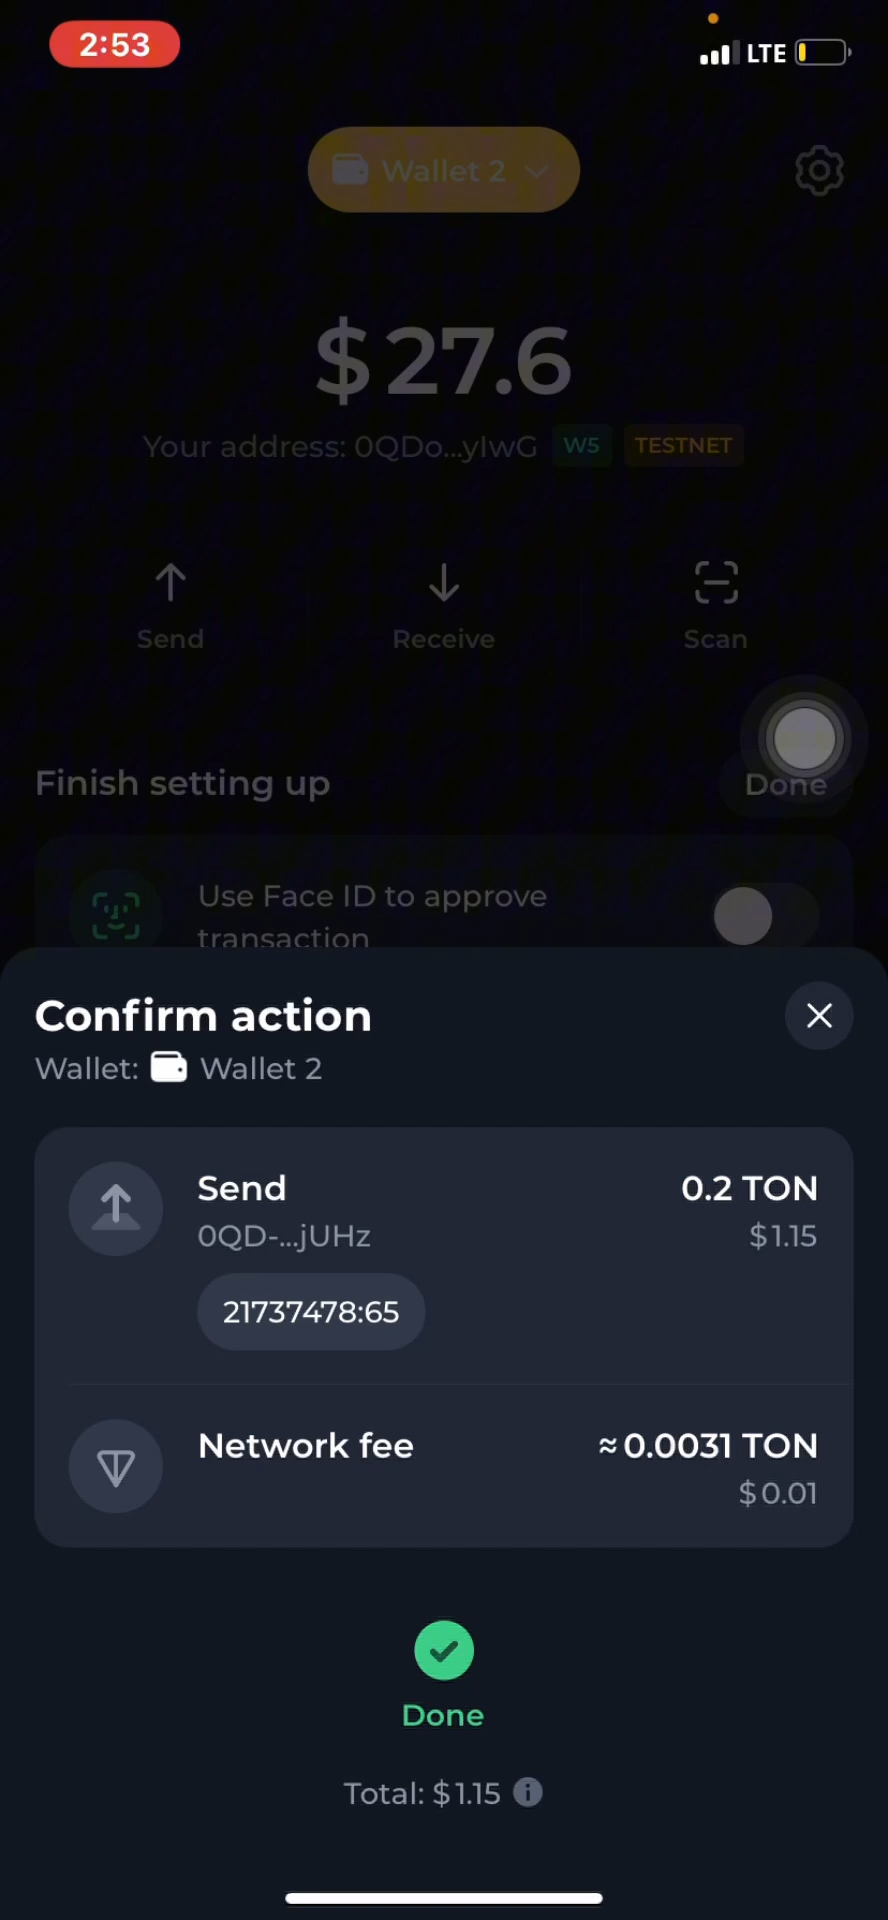 2:53
LTE
Wallet 2
$27.6
Your address: 0QDo...yIwG W5 TESTNET
Send
Receive
Scan
Finish setting up
Done
Use Face ID to approve
transaction
Confirm action
Wallet: Wallet 2
Send
0.2 TON
0QD-...jUHz
$1.15
21737478:65
Network fee
≈0.0031 TON
$0.01
Done
Total: $1.15